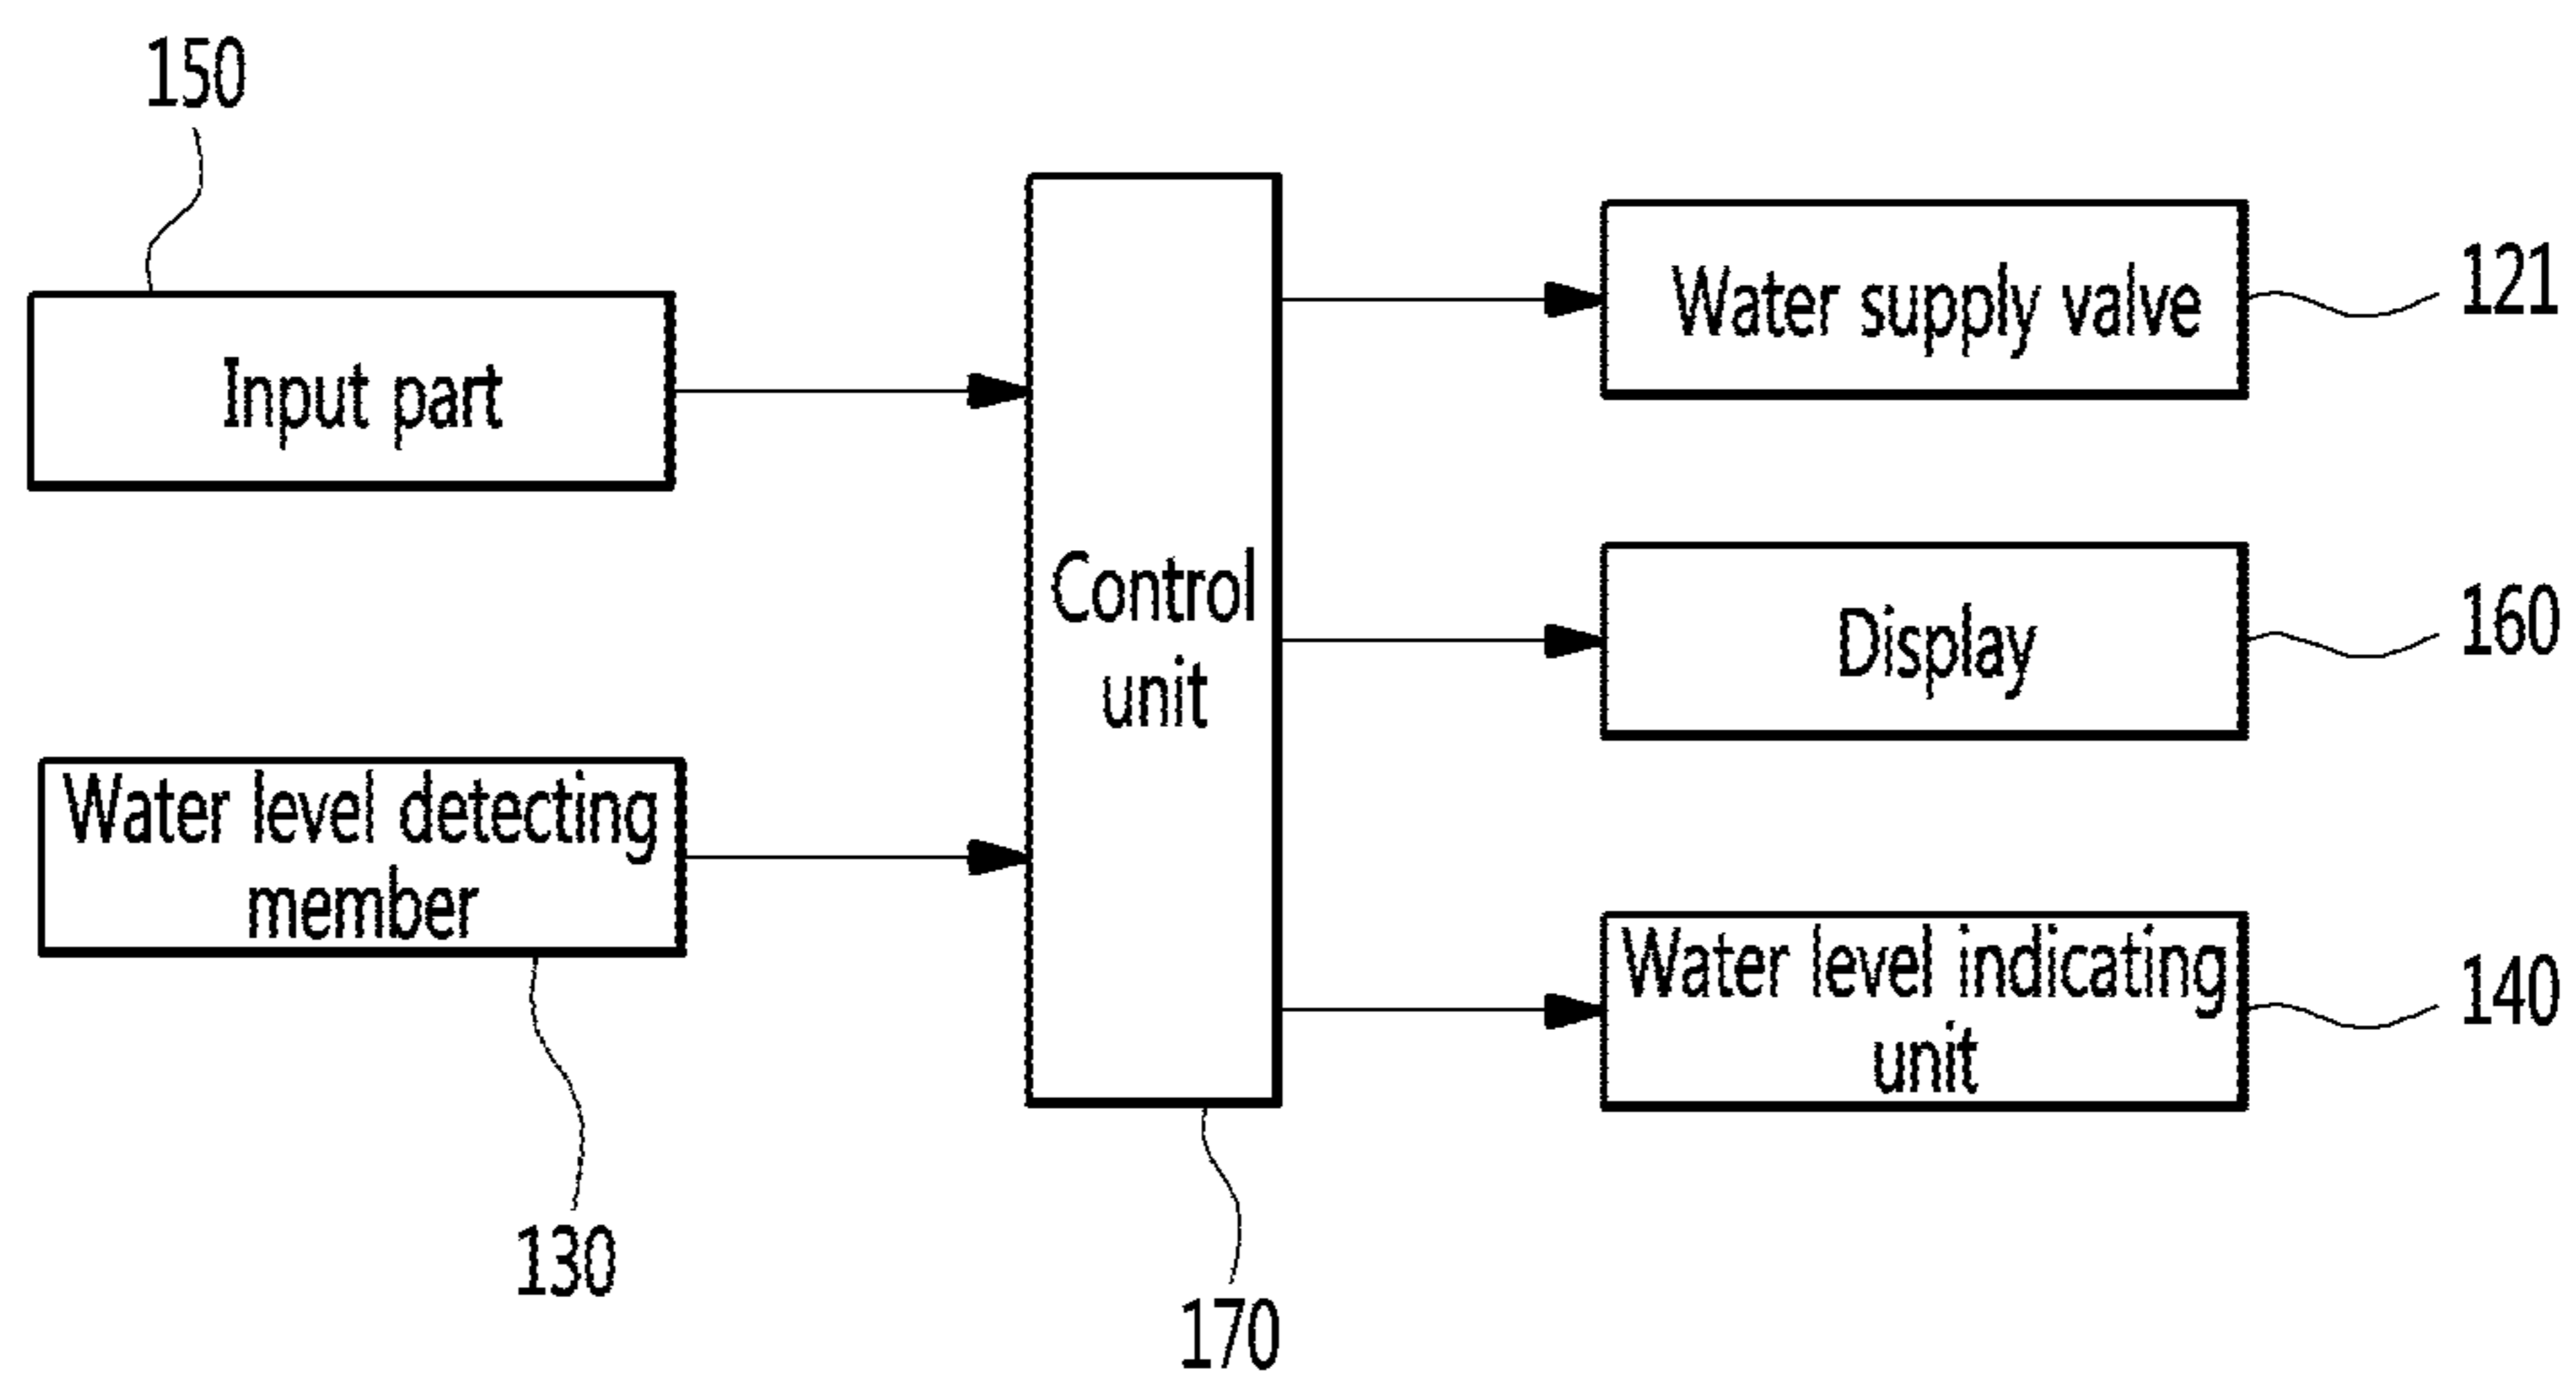 150
Input part
Water level detecting
member
130
Control
unit
170
Water supply valve
121
Display
160
Water level indicating
unit
140